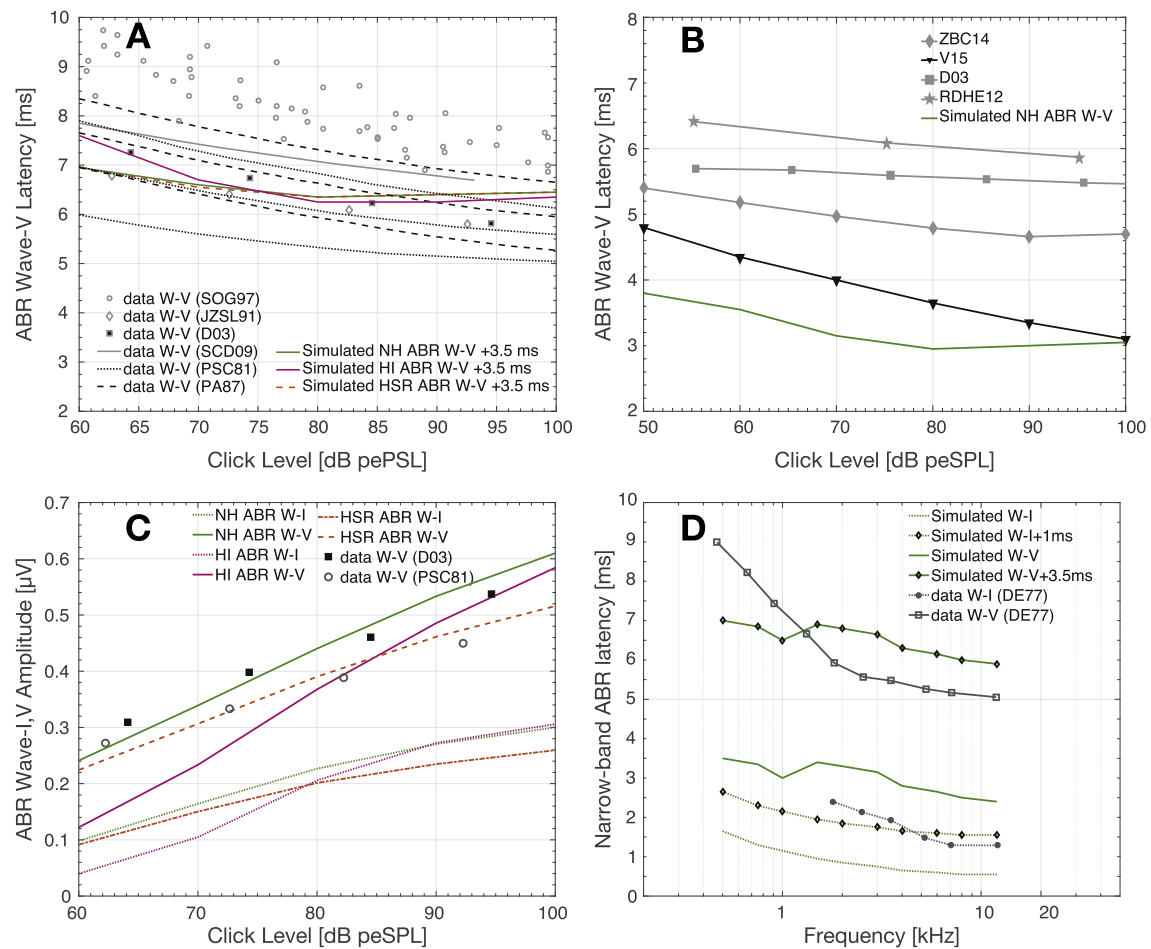 A
ABR Wave-V Latency [ms]
10
9
8
7
6
5
4
3
2
data W-V (SOG97)
data W-V (JZSL91)
data W-V (D03)
data W-V (SCD09)
data W-V (PSC81)
data W-V (PA87)
Simulated NH ABR W-V +3.5 ms
Simulated HI ABR W-V +3.5 ms
Simulated HSR ABR W-V +3.5 ms
60 65 70 75 80 85 90 95 100
Click Level [dB pePSL]
B
ABR Wave-V Latency [ms]
8
7
6
5
4
3
2
ZBC14
V15
D03
RDHE12
Simulated NH ABR W-V
50 60 70 80 90 100
Click Level [dB peSPL]
C
ABR Wave-I,V Amplitude [µV]
0.7
0.6
0.5
0.4
0.3
0.2
0.1
0
NH ABR W-I
NH ABR W-V
HI ABR W-I
HI ABR W-V
HSR ABR W-I
HSR ABR W-V
data W-V (D03)
data W-V (PSC81)
60 70 80 90 100
Click Level [dB peSPL]
D
Narrow-band ABR latency [ms]
10
9
8
7
6
5
4
3
2
1
0
Simulated W-I
Simulated W-I+1ms
Simulated W-V
Simulated W-V+3.5ms
data W-I (DE77)
data W-V (DE77)
1 10 20
Frequency [kHz]